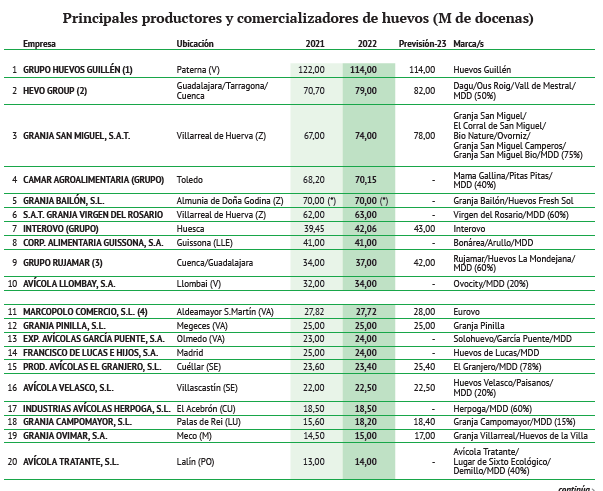 Principales productores y comercializadores de huevos (M de docenas)
Empresa Ubicación 2021 2022 Previsión-23 Marca/s
1 GRUPO HUEVOS GUILLÉN (1) Paterna (V) 122,00 114,00 114,00 Huevos Guillén
2 HEVO GROUP (2) Guadalajara/Tarragona/ Cuenca 70,70 79,00 82,00 Dagu/Ous Roig/Vall de Mestral/ MDD (50%)
3 GRANJA SAN MIGUEL, S.A.T. Villarreal de Huerva (Z) 67,00 74,00 78,00 Granja San Miguel/ El Corral de San Miguel/ Bio Nature/Ovorniz/ Granja San Miguel Camperos/ Granja San Miguel Bio/MDD (75%)
4 CAMAR AGROALIMENTARIA (GRUPO) Toledo 68,20 70,15 - Mama Gallina/Pitas Pitas/ MDD (40%)
5 GRANJA BAILÓN, S.L. Almunia de Doña Godina (Z) 70,00 (*) 70,00 (*) - Granja Bailón/Huevos Fresh Sol
6 S.A.T. GRANJA VIRGEN DEL ROSARIO Villarreal de Huerva (Z) 62,00 63,00 - Virgen del Rosario/MDD (60%)
7 INTEROVO (GRUPO) Huesca 39,45 42,06 43,00 Interovo
8 CORP. ALIMENTARIA GUISSONA, S.A. Guissona (LLE) 41,00 41,00 - Bonárea/Arullo/MDD
9 GRUPO RUJAMAR (3) Cuenca/Guadalajara 34,00 37,00 42,00 Rujamar/Huevos La Mondejana/ MDD (60%)
10 AVÍCOLA LLOMBAY, S.A. Llombai (V) 32,00 34,00 - Ovocity/MDD (20%)
11 MARCOPOLO COMERCIO, S.L. (4) Aldeamayor S.Martín (VA) 27,82 27,72 28,00 Eurovo
12 GRANJA PINILLA, S.L. Megeces (VA) 25,00 25,00 25,00 Granja Pinilla
13 EXP. AVÍCOLAS GARCÍA PUENTE, S.A. Olmedo (VA) 23,00 24,00 - Solohuevo/García Puente/MDD
14 FRANCISCO DE LUCAS E HIJOS, S.A. Madrid 25,00 24,00 - Huevos de Lucas/MDD
15 PROD. AVÍCOLAS EL GRANJERO, S.L. Cuéllar (SE) 23,60 23,40 25,40 El Granjero/MDD (78%)
16 AVÍCOLA VELASCO, S.L. Villascastín (SE) 22,00 22,50 22,50 Huevos Velasco/Paisanos/ MDD (20%)
17 INDUSTRIAS AVÍCOLAS HERPOGA, S.L. El Acebrón (CU) 18,50 18,50 - Herpoga/MDD (60%)
18 GRANJA CAMPOMAYOR, S.L. Palas de Rei (LU) 15,60 18,20 18,40 Granja Campomayor/MDD (15%)
19 GRANJA OVIMAR, S.A. Meco (M) 14,50 15,00 17,00 Granja Villarreal/Huevos de la Villa
20 AVÍCOLA TRATANTE, S.L. Lalín (PO) 13,00 14,00 - Avícola Tratante/ Lugar de Sixto Ecológico/ Demillo/MDD (40%)
continúa >